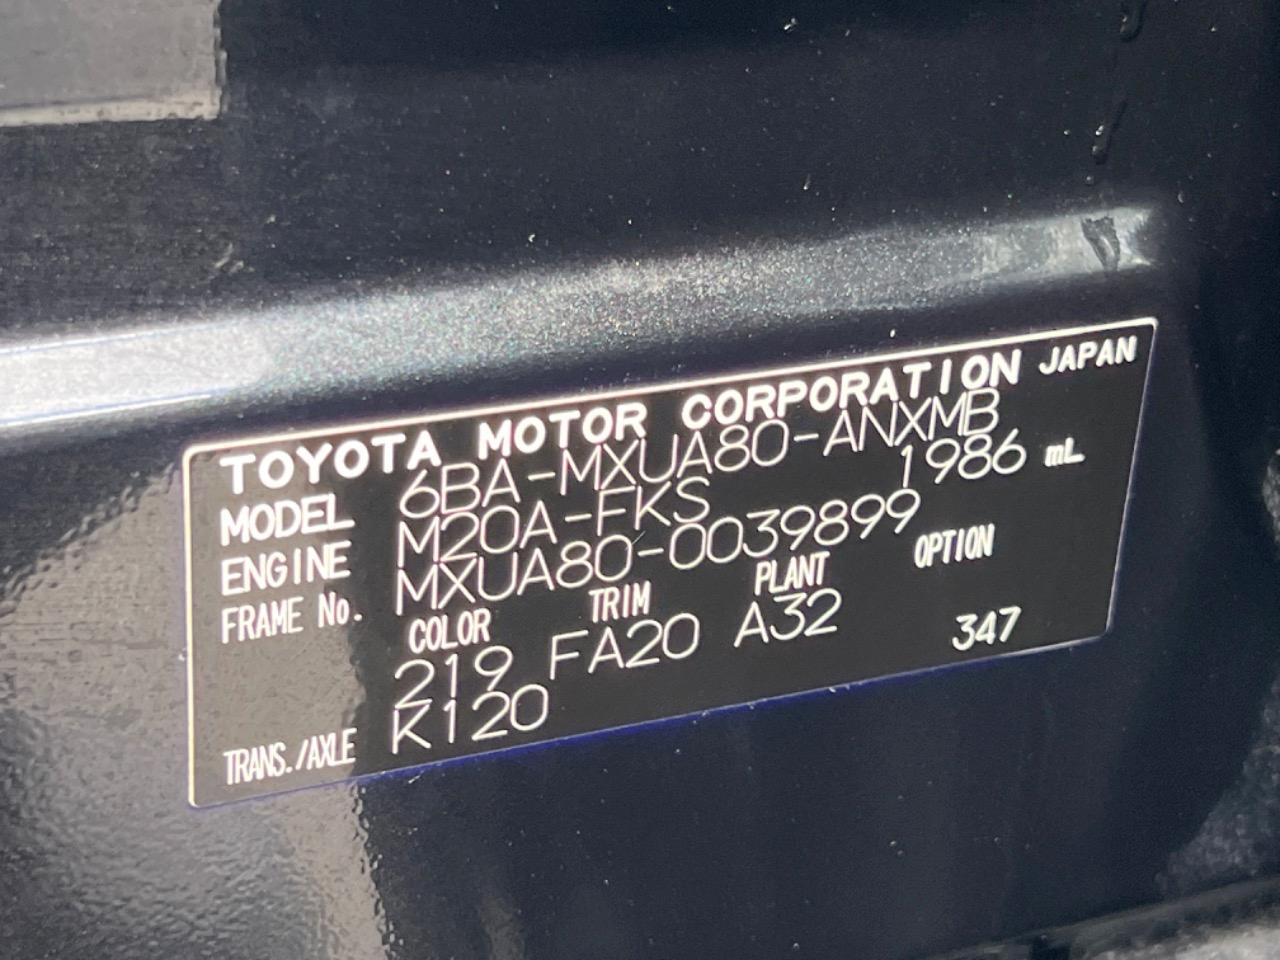 TOYOTA MOTOR CORPORATION JAPAN
MODEL 6BA-MXUA80-ANXMB
ENGINE M20A-FKS 1986 mL
FRAME No. MXUA80-0039899
COLOR TRIM PLANT OPTION
219 FA20 A32 347
TRANS./AXLE K120